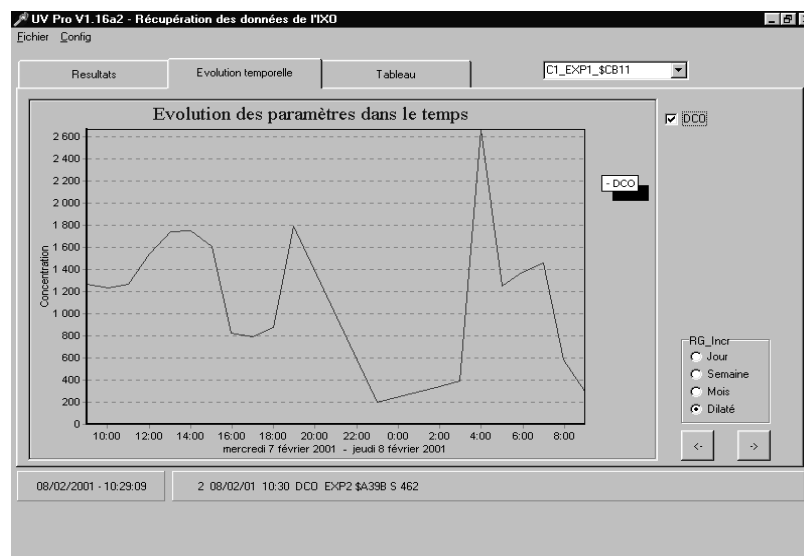 UV Pro V1.16a2 - Récupération des données de l'IXO
Fichier Config
Resultats Evolution temporelle Tableau C1_EXP1_$CB11
Evolution des paramètres dans le temps
DCO
- DCO
Concentration
2 600
2 400
2 200
2 000
1 800
1 600
1 400
1 200
1 000
800
600
400
200
0
10:00 12:00 14:00 16:00 18:00 20:00 22:00 0:00 2:00 4:00 6:00 8:00
mercredi 7 février 2001 - jeudi 8 février 2001
RG_Incr
Jour
Semaine
Mois
Dilaté
<- ->
08/02/2001 - 10:29:09 2 08/02/01 10:30 DCO EXP2 $A39B S 462